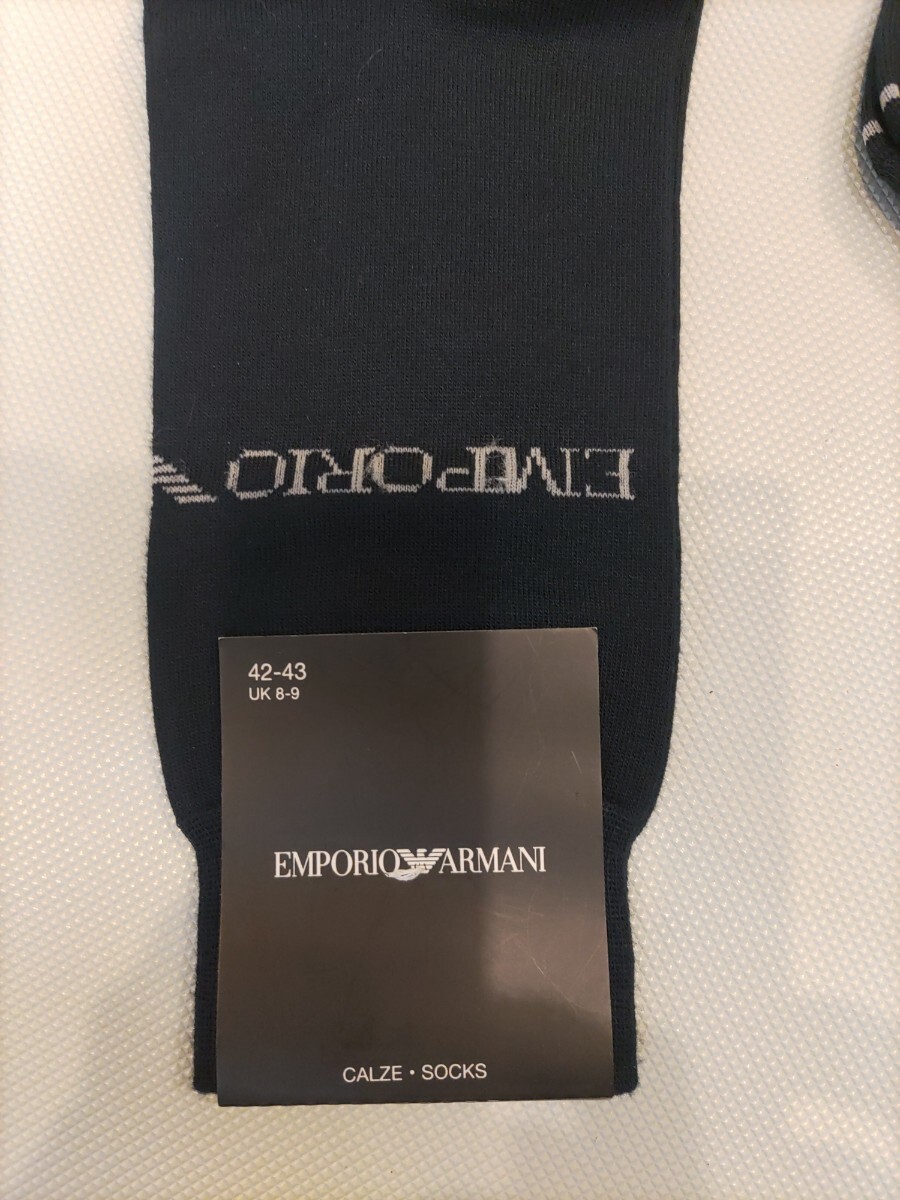 EMPORIO
42-43
UK 8-9
EMPORIO ARMANI
CALZE • SOCKS